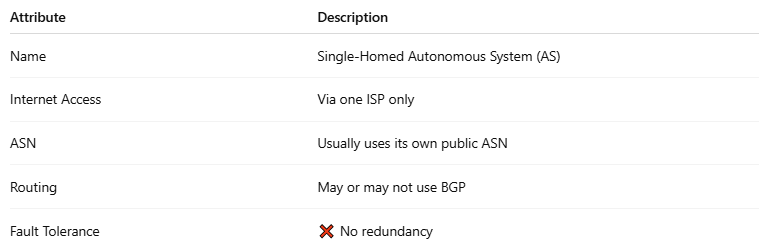 Attribute Description
Name Single-Homed Autonomous System (AS)
Internet Access Via one ISP only
ASN Usually uses its own public ASN
Routing May or may not use BGP
Fault Tolerance ❌ No redundancy